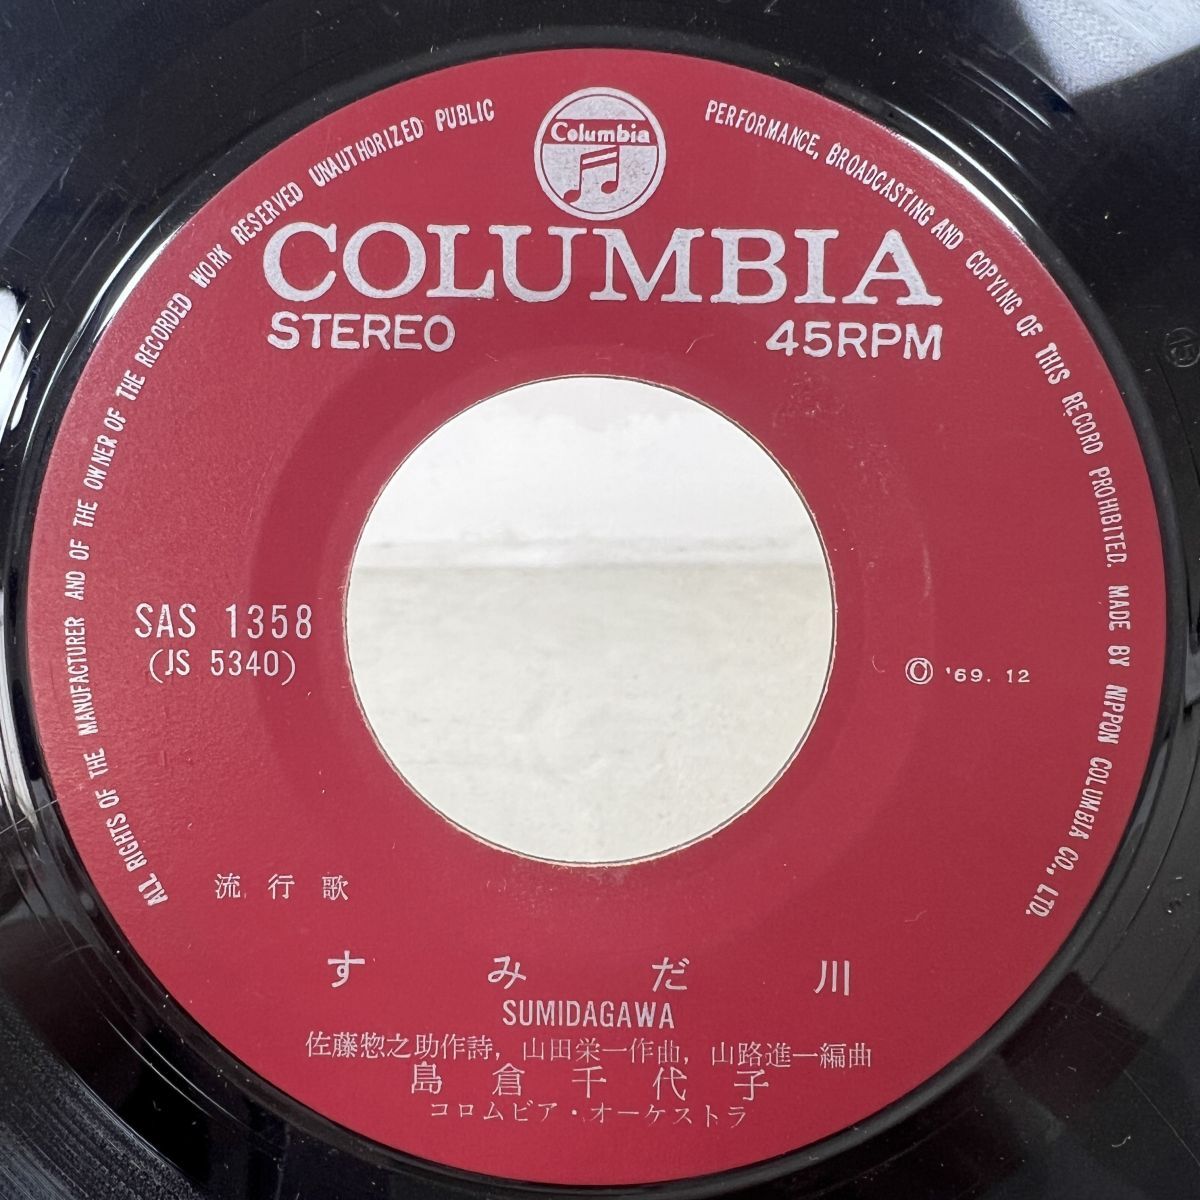 ALL RIGHTS OF THE MANUFACTURER AND OF THE OWNER OF THE RECORDED WORK RESERVED UNAUTHORIZED PUBLIC PERFORMANCE, BROADCASTING AND COPYING OF THIS RECORD PROHIBITED. MADE BY NIPPON COLUMBIA CO., LTD.
Columbia
COLUMBIA
STEREO 45RPM
SAS 1358
(JS 5340)
© '69. 12
流行歌
すみだ川
SUMIDAGAWA
佐藤惣之助作詩, 山田栄一作曲, 山路進一編曲
島倉千代子
コロムビア・オーケストラ